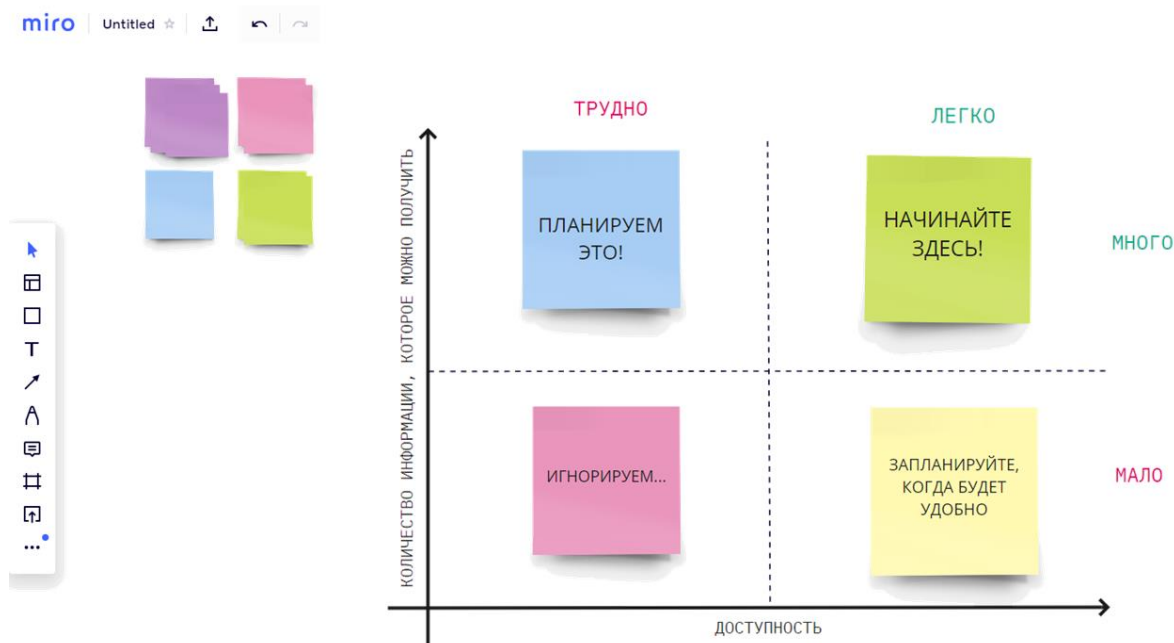 miro
Untitled
ТРУДНО
ЛЕГКО
КОЛИЧЕСТВО ИНФОРМАЦИИ, КОТОРОЕ МОЖНО ПОЛУЧИТЬ
ПЛАНИРУЕМ
ЭТО!
НАЧИНАЙТЕ
ЗДЕСЬ!
МНОГО
ИГНОРИРУЕМ...
ЗАПЛАНИРУЙТЕ,
КОГДА БУДЕТ
УДОБНО
МАЛО
ДОСТУПНОСТЬ